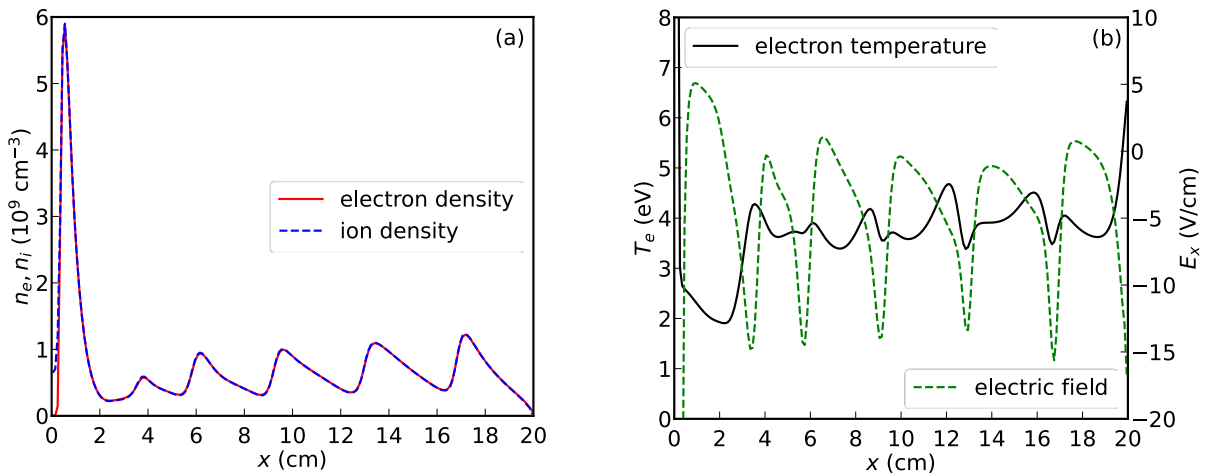 (a)
6
5
4
3
2
1
0
n_e, n_i (10⁹ cm⁻³)
electron density
ion density
0 2 4 6 8 10 12 14 16 18 20
x (cm)
(b)
8
7
6
5
4
3
2
1
0
T_e (eV)
electron temperature
electric field
10
5
0
−5
−10
−15
−20
E_x (V/cm)
0 2 4 6 8 10 12 14 16 18 20
x (cm)